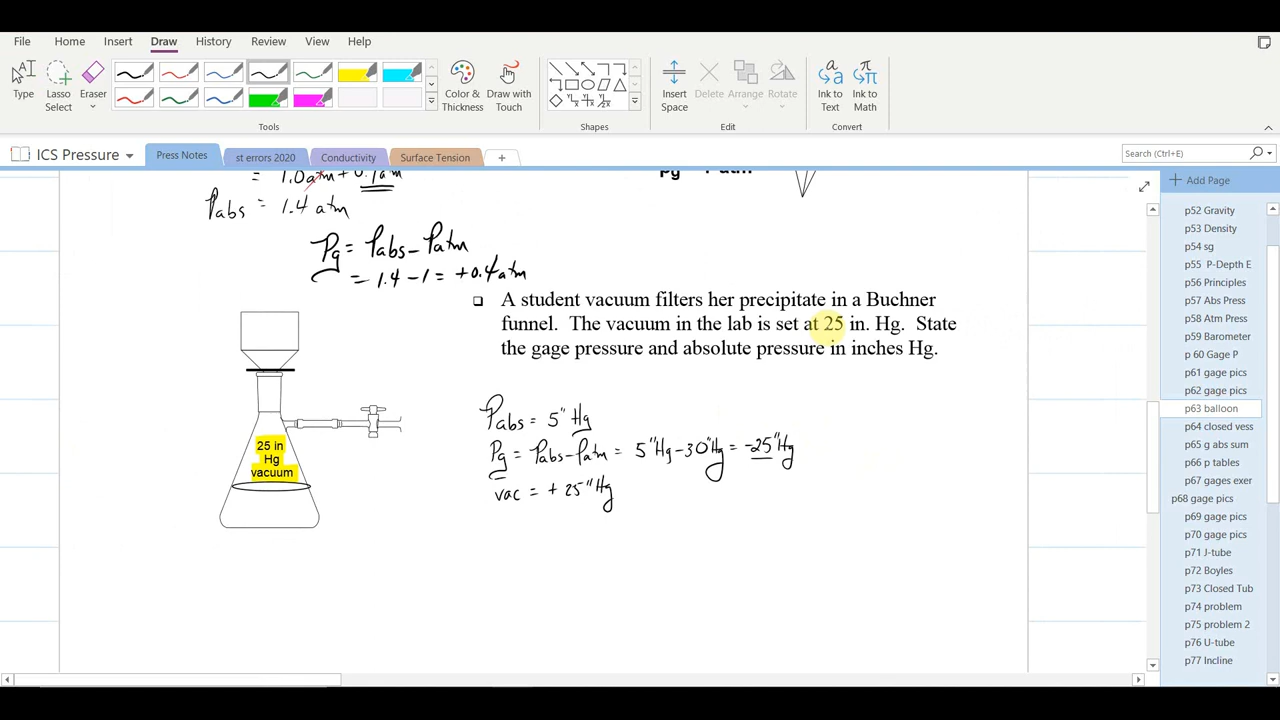 File Home Insert Draw History Review View Help
Type Lasso Select Eraser Color & Thickness Draw with Touch Insert Space Delete Arrange Rotate Ink to Text Ink to Math
Tools Shapes Edit Convert
ICS Pressure Press Notes st errors 2020 Conductivity Surface Tension + Search (Ctrl+E)
Add Page
= 1.0atm +
Pabs = 1.4 atm
Pg = Pabs - Patm
= 1.4 - 1 = +0.4atm
A student vacuum filters her precipitate in a Buchner
funnel. The vacuum in the lab is set at 25 in. Hg. State
the gage pressure and absolute pressure in inches Hg.
Pabs = 5" Hg
Pg = Pabs - Patm = 5"Hg - 30"Hg = -25"Hg
vac = + 25"Hg
25 in
Hg
vacuum
p52 Gravity
p53 Density
p54 sg
p55 P-Depth E
p56 Principles
p57 Abs Press
p58 Atm Press
p59 Barometer
p 60 Gage P
p61 gage pics
p62 gage pics
p63 balloon
p64 closed vess
p65 g abs sum
p66 p tables
p67 gages exer
p68 gage pics
p69 gage pics
p70 gage pics
p71 J-tube
p72 Boyles
p73 Closed Tub
p74 problem
p75 problem 2
p76 U-tube
p77 Incline